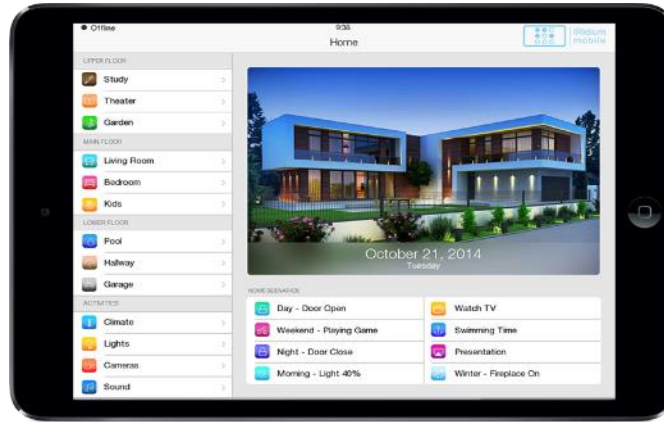 Offline
9:38
Home
iRidium
mobile
UPPER FLOOR
Study
Theater
Garden
MAIN FLOOR
Living Room
Bedroom
Kids
LOWER FLOOR
Pool
Hallway
Garage
ACTIVITIES
Climate
Lights
Cameras
Sound
October 21, 2014
Tuesday
HOME SCENARIOS
Day - Door Open
Watch TV
Weekend - Playing Game
Swimming Time
Night - Door Close
Presentation
Morning - Light 40%
Winter - Fireplace On